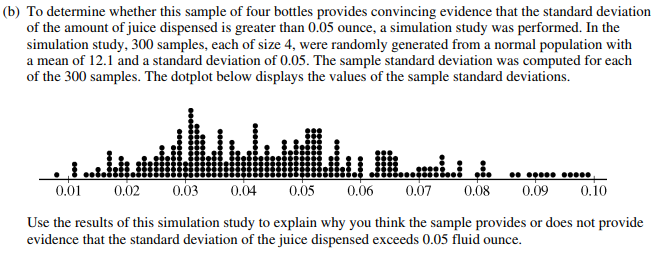 (b) To determine whether this sample of four bottles provides convincing evidence that the standard deviation
of the amount of juice dispensed is greater than 0.05 ounce, a simulation study was performed. In the
simulation study, 300 samples, each of size 4, were randomly generated from a normal population with
a mean of 12.1 and a standard deviation of 0.05. The sample standard deviation was computed for each
of the 300 samples. The dotplot below displays the values of the sample standard deviations.
0.01 0.02 0.03 0.04 0.05 0.06 0.07 0.08 0.09 0.10
Use the results of this simulation study to explain why you think the sample provides or does not provide
evidence that the standard deviation of the juice dispensed exceeds 0.05 fluid ounce.